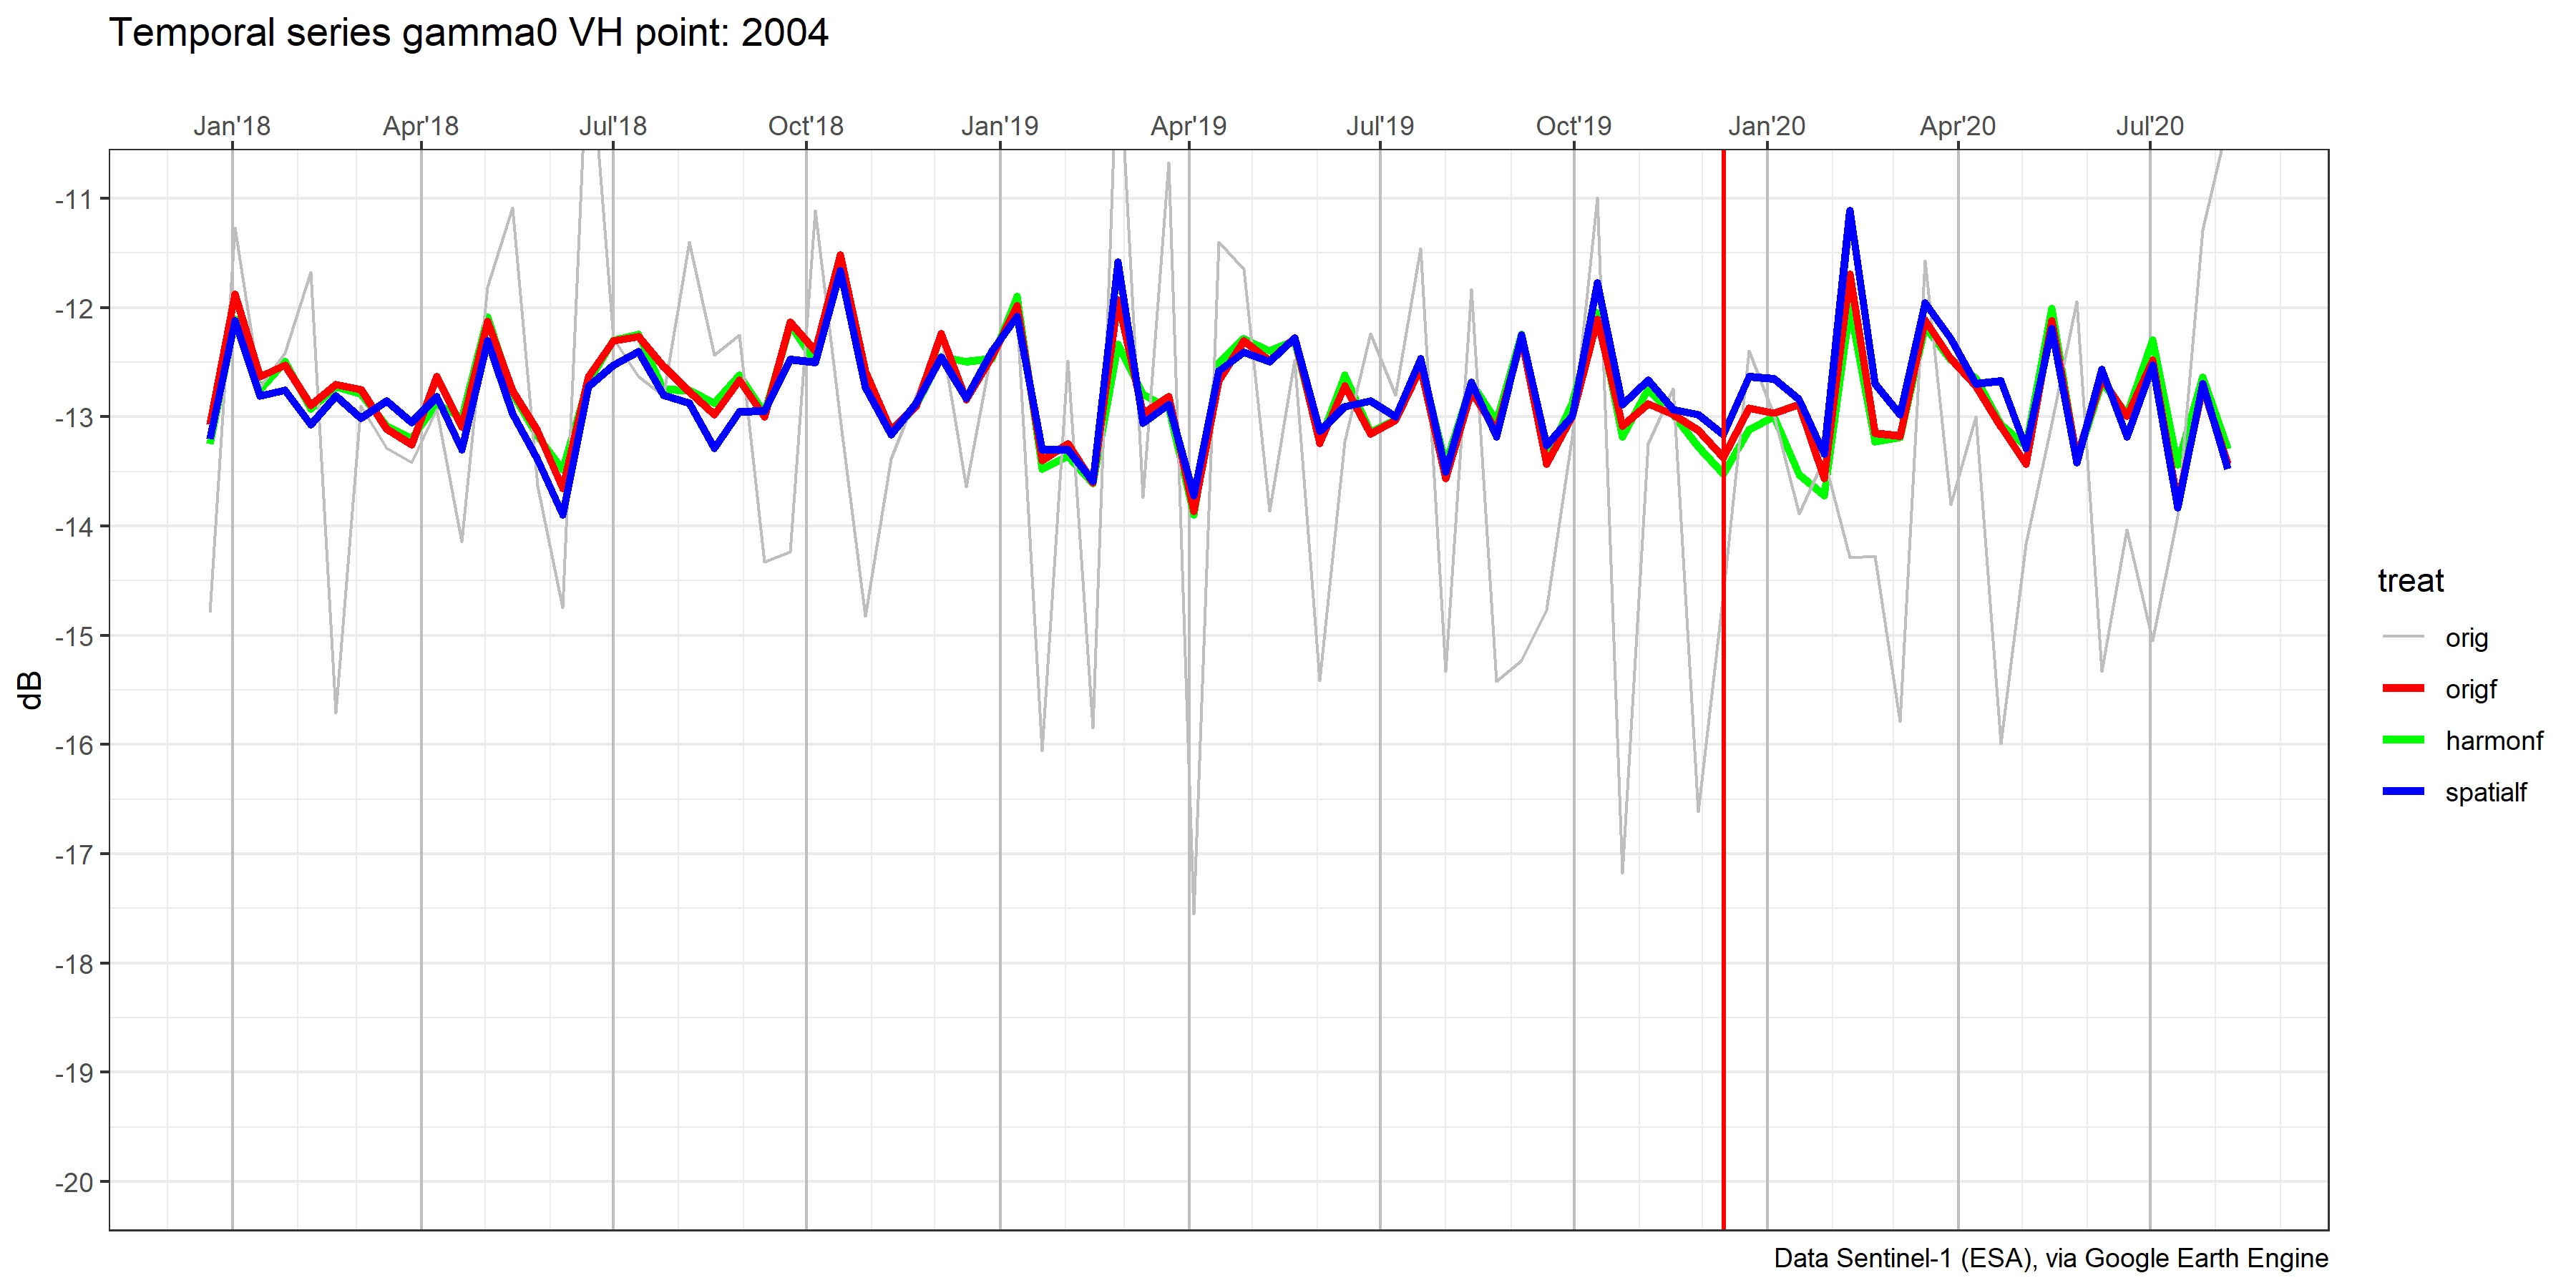 Temporal series gamma0 VH point: 2004
Jan'18 Apr'18 Jul'18 Oct'18 Jan'19 Apr'19 Jul'19 Oct'19 Jan'20 Apr'20 Jul'20
-11
-12
-13
-14
-15
-16
-17
-18
-19
-20
dB
treat
orig
origf
harmonf
spatialf
Data Sentinel-1 (ESA), via Google Earth Engine